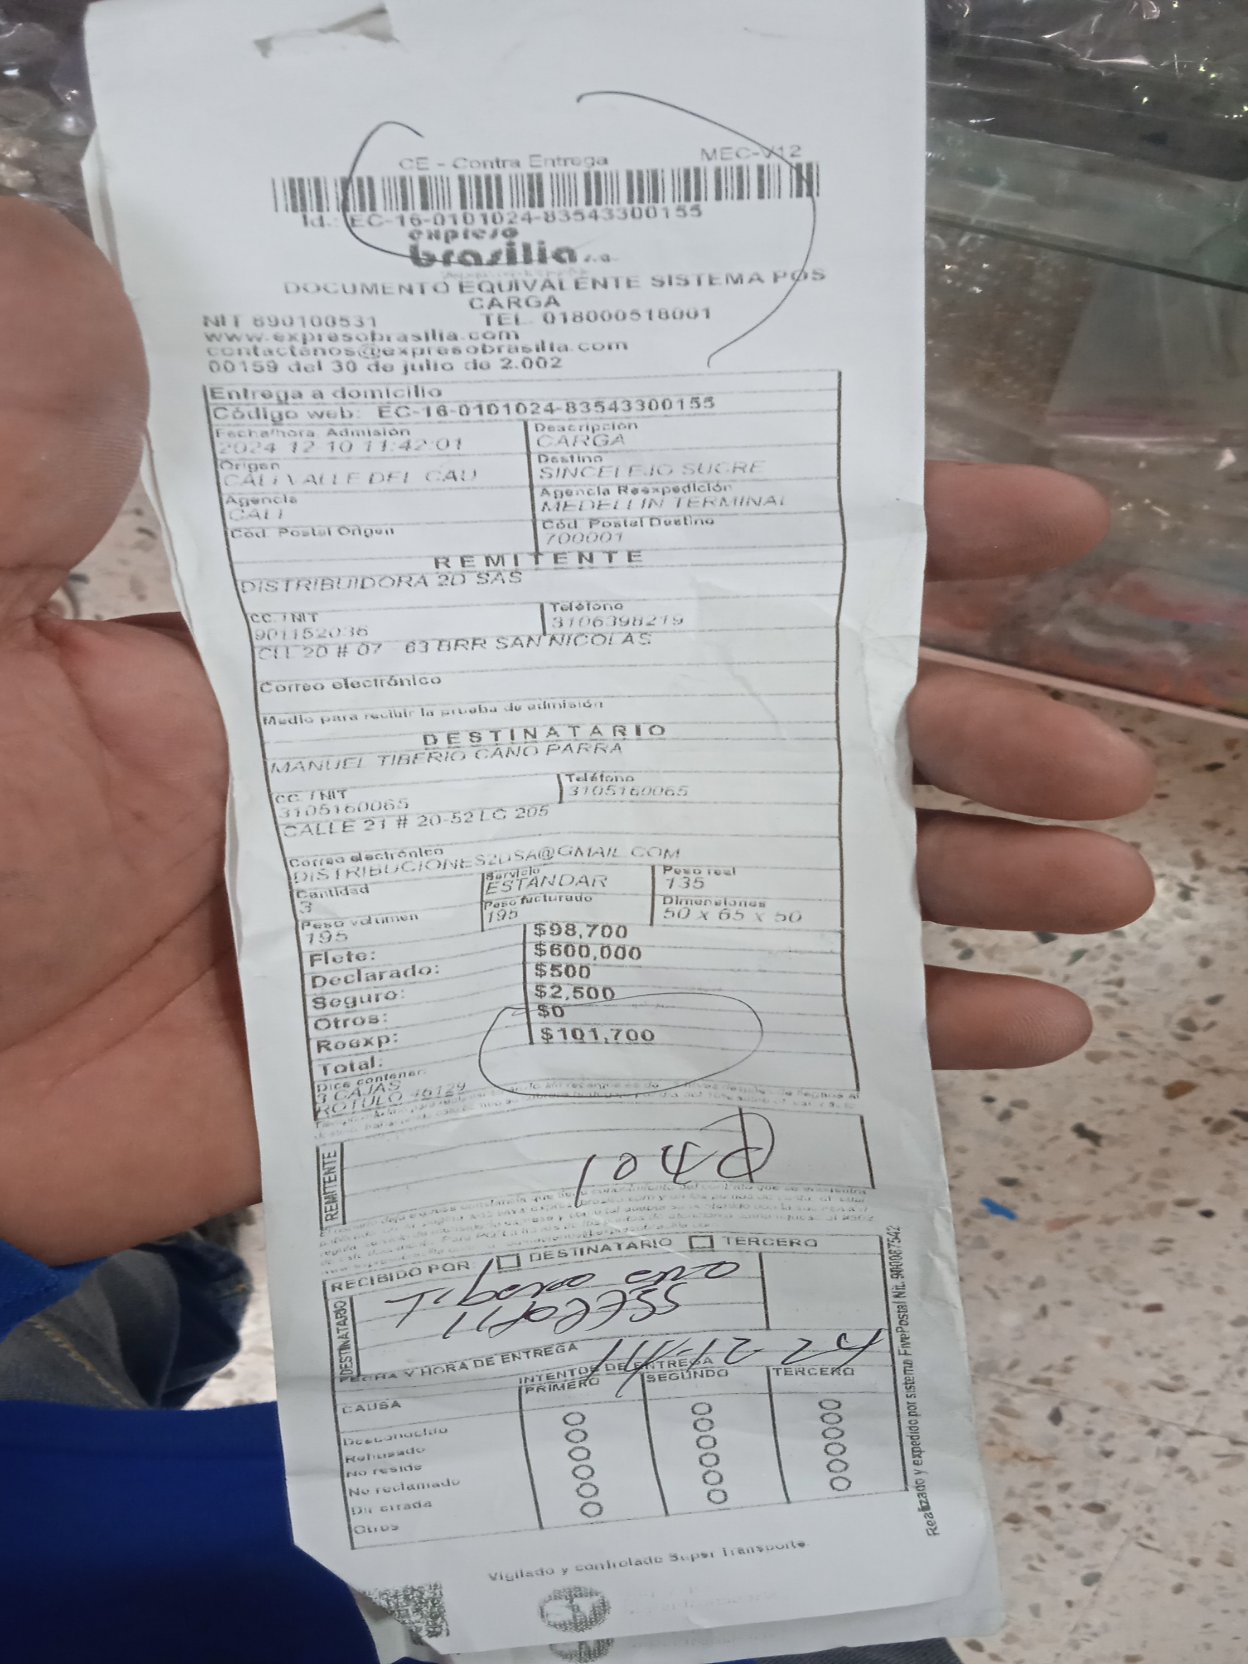 CE - Contra Entrega MEC-V12
Id.: EC-16-0101024-83543300155
expreso
brasilia s.a.
DOCUMENTO EQUIVALENTE SISTEMA POS
CARGA
NIT 890100531 TEL. 018000518001
www.expresobrasilia.com
contactanos@expresobrasilia.com
00159 del 30 de julio de 2.002
Entrega a domicilio
Código web: EC-16-0101024-83543300155
Fecha/hora Admisión Descripción
2024-12-10 11:42:01 CARGA
Origen Destino
CALI VALLE DEL CAU SINCELEJO SUCRE
Agencia Agencia Reexpedición
CALI MEDELLIN TERMINAL
Cód. Postal Origen Cód. Postal Destino
700001
REMITENTE
DISTRIBUIDORA 2D SAS
CC. / NIT Teléfono
901152036 3106398219
CLL 20 # 07 - 63 BRR SAN NICOLAS
Correo electrónico
Medio para recibir la prueba de admisión
DESTINATARIO
MANUEL TIBERIO CANO PARRA
CC. / NIT Teléfono
3105160065 3105160065
CALLE 21 # 20-52 LC 205
Correo electrónico
DISTRIBUCIONES2DSA@GMAIL.COM
Cantidad Servicio Peso real
3 ESTANDAR 135
Peso volumen Peso facturado Dimensiones
195 195 50 x 65 x 50
Flete: $98,700
Declarado: $600,000
Seguro: $500
Otros: $2,500
Reexp: $0
Total: $101,700
Dice contener:
3 CAJAS
ROTULO 46129
REMITENTE
RECIBIDO POR DESTINATARIO TERCERO
DESTINATARIO
Tiberio
FECHA Y HORA DE ENTREGA
INTENTOS DE ENTREGA
CAUSA PRIMERO SEGUNDO TERCERO
Desconocido
Rehusado
No reside
No reclamado
Dir. errada
Otros
Vigilado y controlado Super Transporte.
Realizado y expedido por sistema FivePostal Nit. 900087542